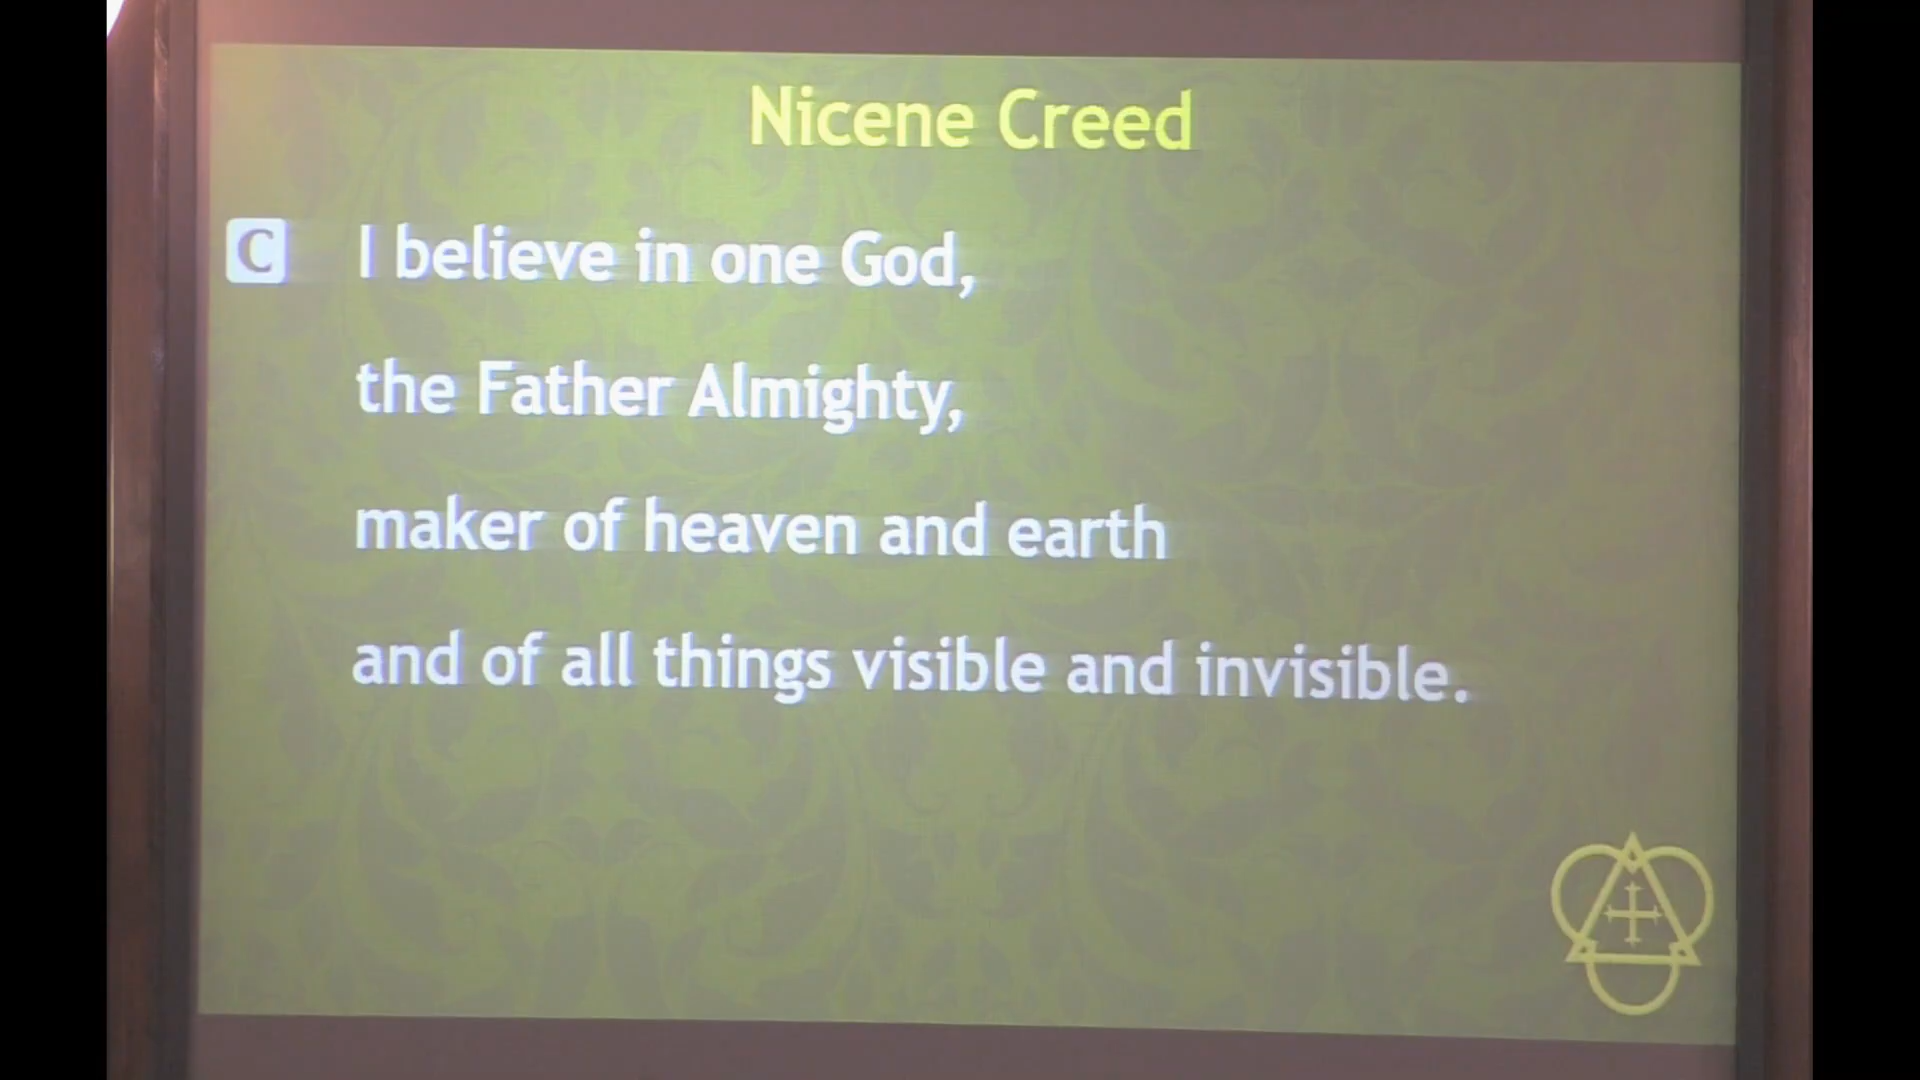 Nicene Creed
C I believe in one God,
the Father Almighty,
maker of heaven and earth
and of all things visible and invisible.